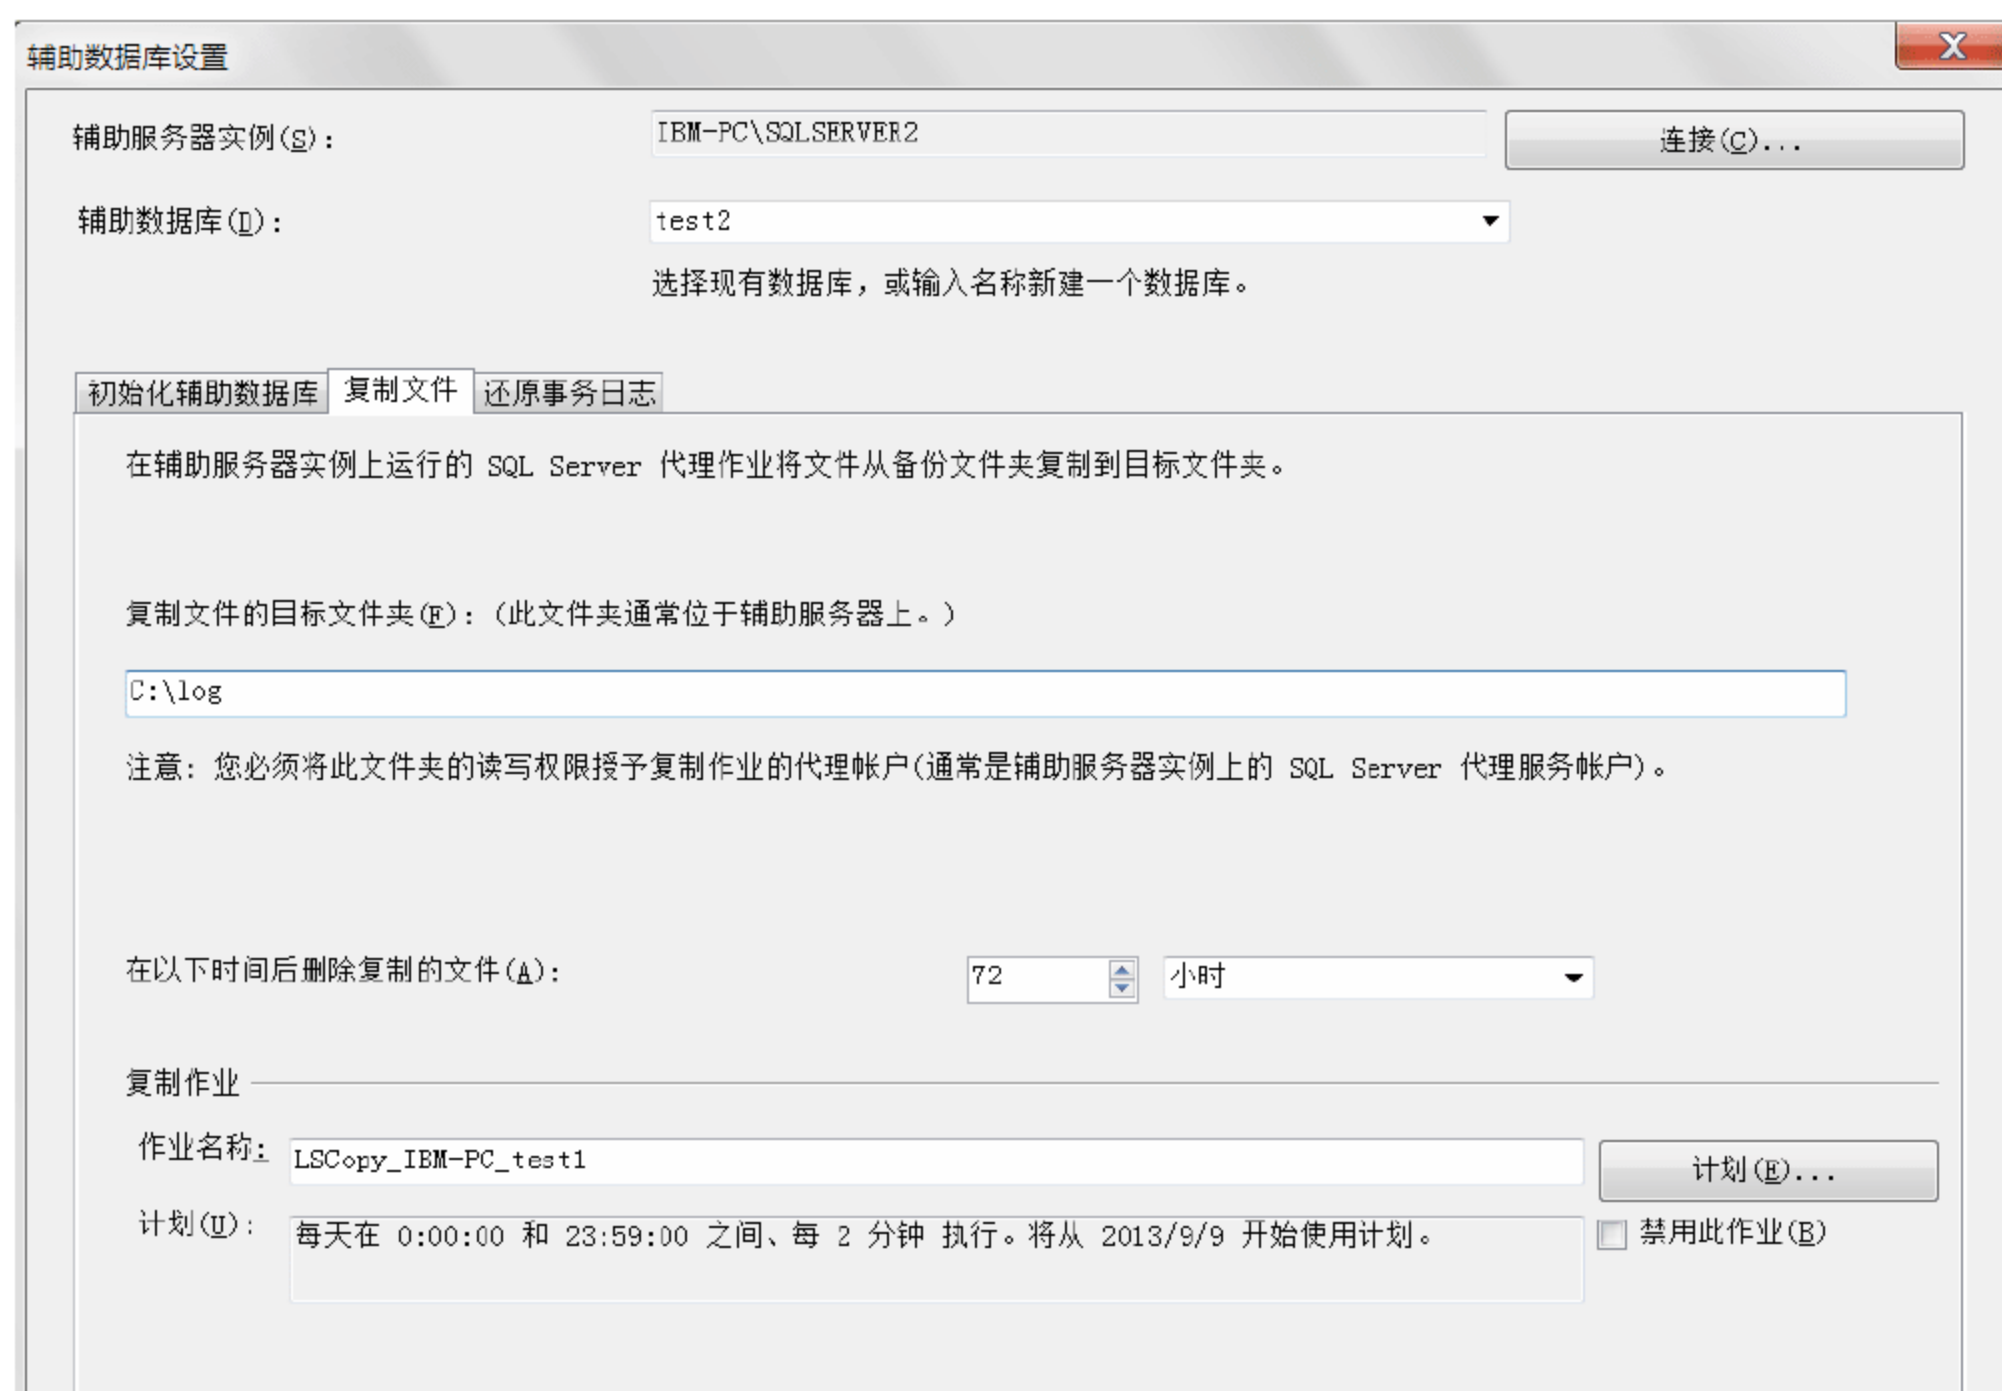 辅助数据库设置
辅助服务器实例(S): IBM-PC\SQLSERVER2 连接(C)...
辅助数据库(D): test2
选择现有数据库，或输入名称新建一个数据库。
初始化辅助数据库 复制文件 还原事务日志
在辅助服务器实例上运行的 SQL Server 代理作业将文件从备份文件夹复制到目标文件夹。
复制文件的目标文件夹(F): (此文件夹通常位于辅助服务器上。)
C:\log
注意: 您必须将此文件夹的读写权限授予复制作业的代理帐户(通常是辅助服务器实例上的 SQL Server 代理服务帐户)。
在以下时间后删除复制的文件(A): 72 小时
复制作业
作业名称: LSCopy_IBM-PC_test1 计划(E)...
计划(U): 每天在 0:00:00 和 23:59:00 之间、每 2 分钟 执行。将从 2013/9/9 开始使用计划。 禁用此作业(B)